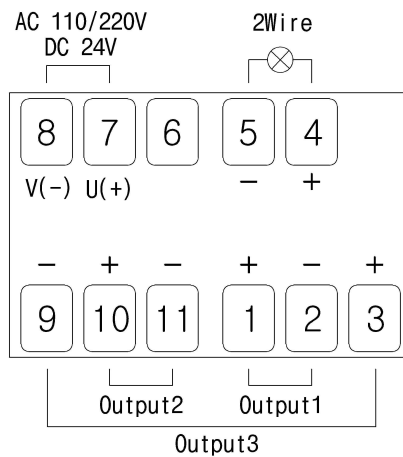 AC 110/220V
DC 24V
2Wire
8 7 6 5 4
V(-) U(+) - +
- + - + - +
9 10 11 1 2 3
Output2 Output1
Output3